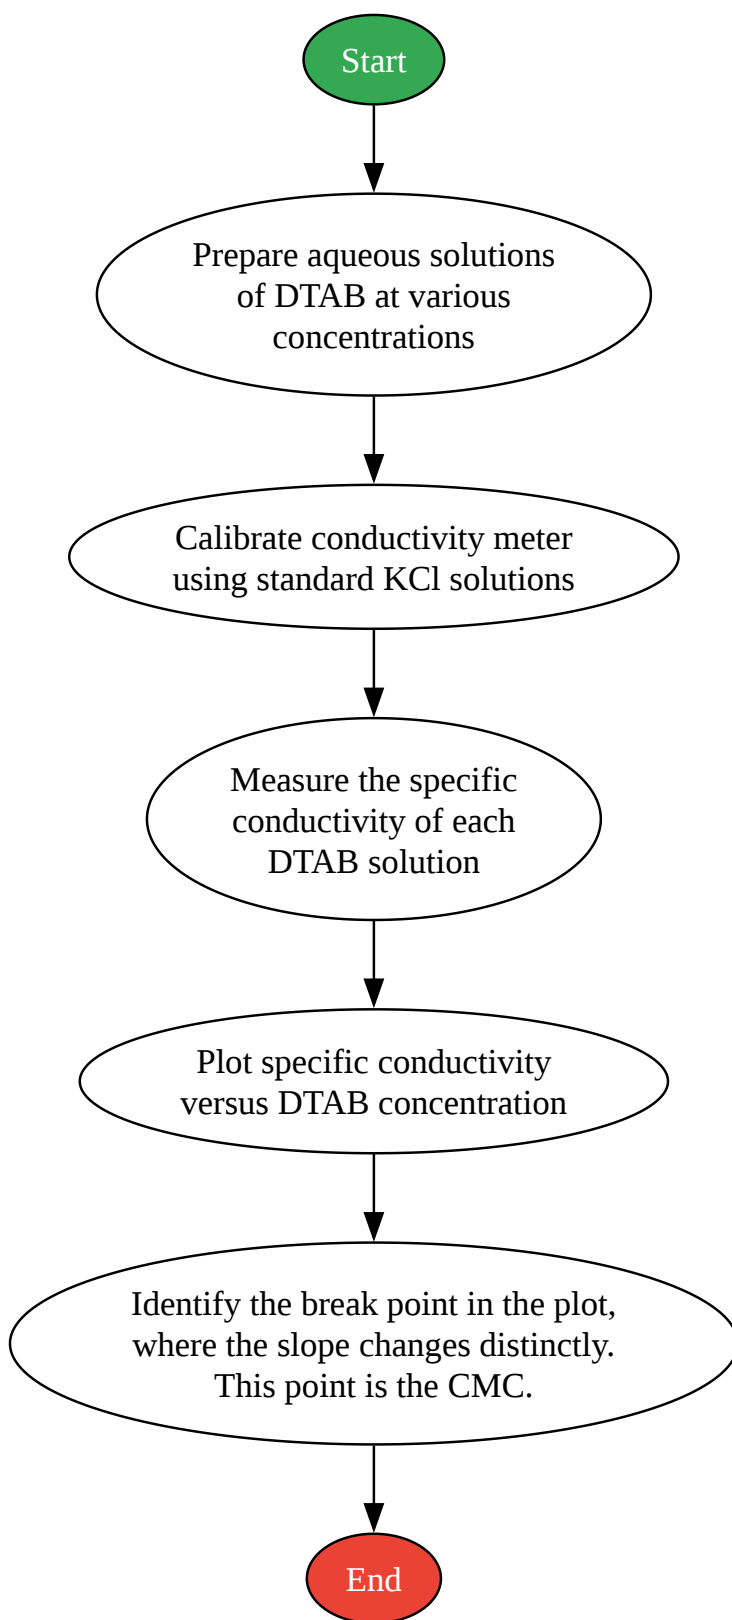 Start
Prepare aqueous solutions
of DTAB at various
concentrations
Calibrate conductivity meter
using standard KCl solutions
Measure the specific
conductivity of each
DTAB solution
Plot specific conductivity
versus DTAB concentration
Identify the break point in the plot,
where the slope changes distinctly.
This point is the CMC.
End